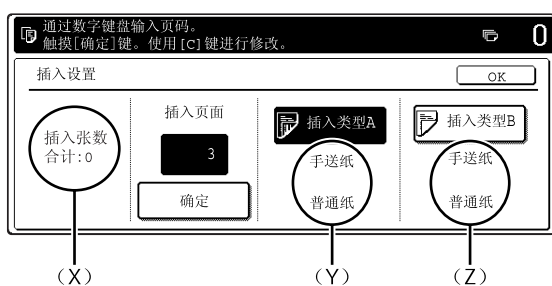 通过数字键盘输入页码。
触摸[确定]键。使用[C]键进行修改。
0
插入设置
OK
插入张数
合计:0
插入页面
3
确定
插入类型A
手送纸
普通纸
插入类型B
手送纸
普通纸
(X)
(Y)
(Z)